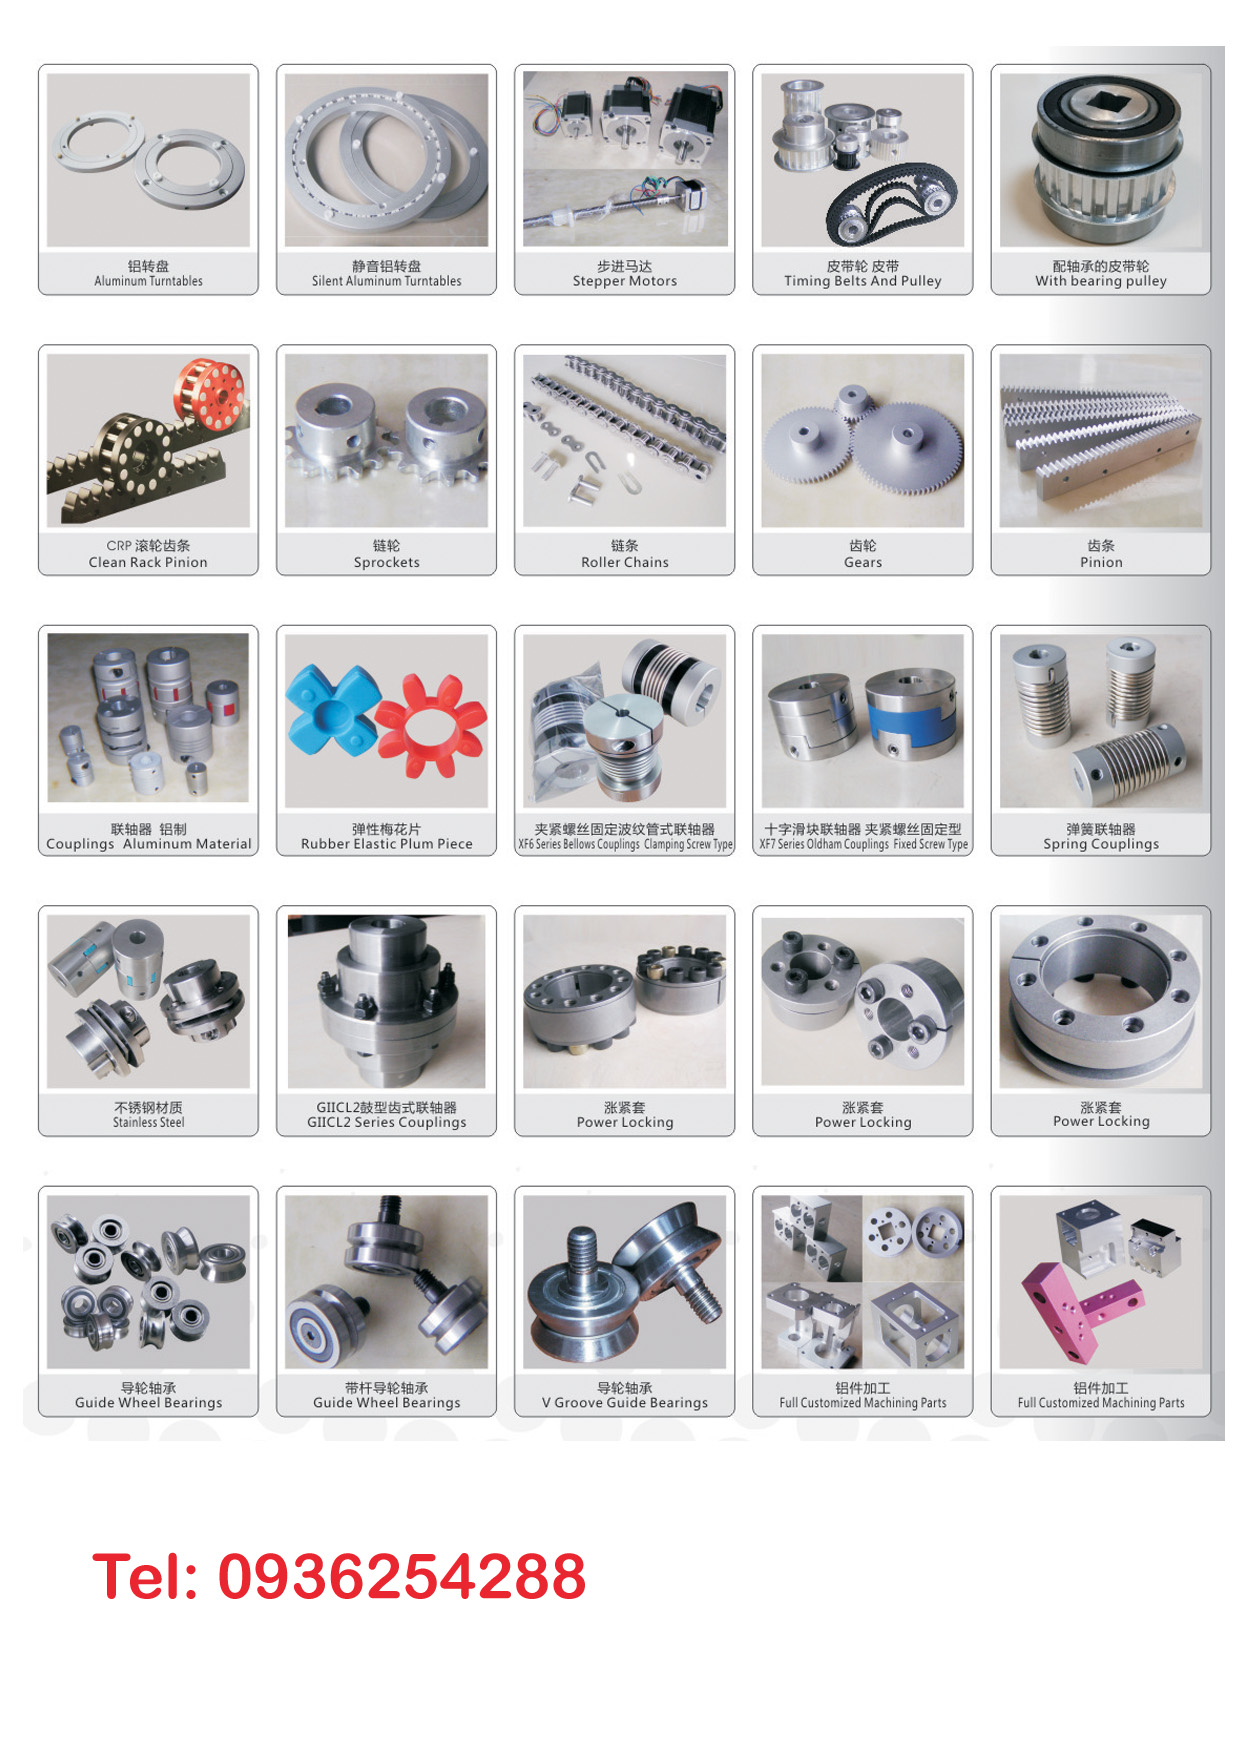 铝转盘
Aluminum Turntables
静音铝转盘
Silent Aluminum Turntables
步进马达
Stepper Motors
皮带轮 皮带
Timing Belts And Pulley
配轴承的皮带轮
With bearing pulley
CRP 滚轮齿条
Clean Rack Pinion
链轮
Sprockets
链条
Roller Chains
齿轮
Gears
齿条
Pinion
联轴器 铝制
Couplings Aluminum Material
弹性梅花片
Rubber Elastic Plum Piece
夹紧螺丝固定波纹管式联轴器
XF6 Series Bellows Couplings Clamping Screw Type
十字滑块联轴器 夹紧螺丝固定型
XF7 Series Oldham Couplings Fixed Screw Type
弹簧联轴器
Spring Couplings
不锈钢材质
Stainless Steel
GIICL2鼓型齿式联轴器
GIICL2 Series Couplings
涨紧套
Power Locking
涨紧套
Power Locking
涨紧套
Power Locking
导轮轴承
Guide Wheel Bearings
带杆导轮轴承
Guide Wheel Bearings
导轮轴承
V Groove Guide Bearings
铝件加工
Full Customized Machining Parts
铝件加工
Full Customized Machining Parts
Tel: 0936254288